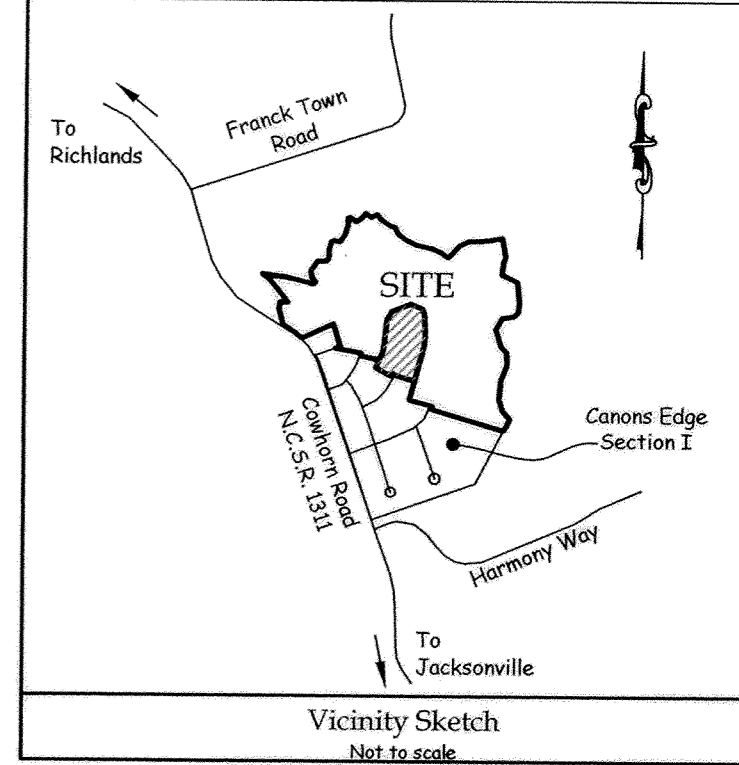 Franck Town
Road
To
Richlands
SITE
Cowhorn Road
N.C.S.R. 1311
Canons Edge
Section I
Harmony Way
To
Jacksonville
Vicinity Sketch
Not to scale